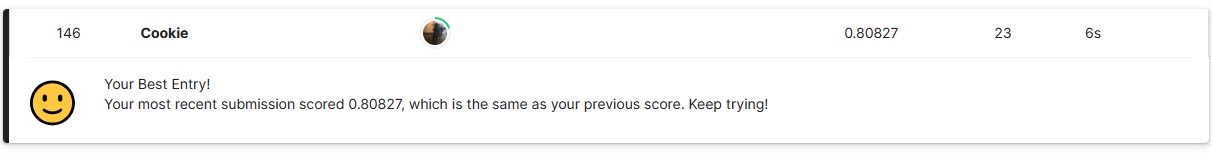 146 Cookie 0.80827 23 6s
Your Best Entry!
Your most recent submission scored 0.80827, which is the same as your previous score. Keep trying!